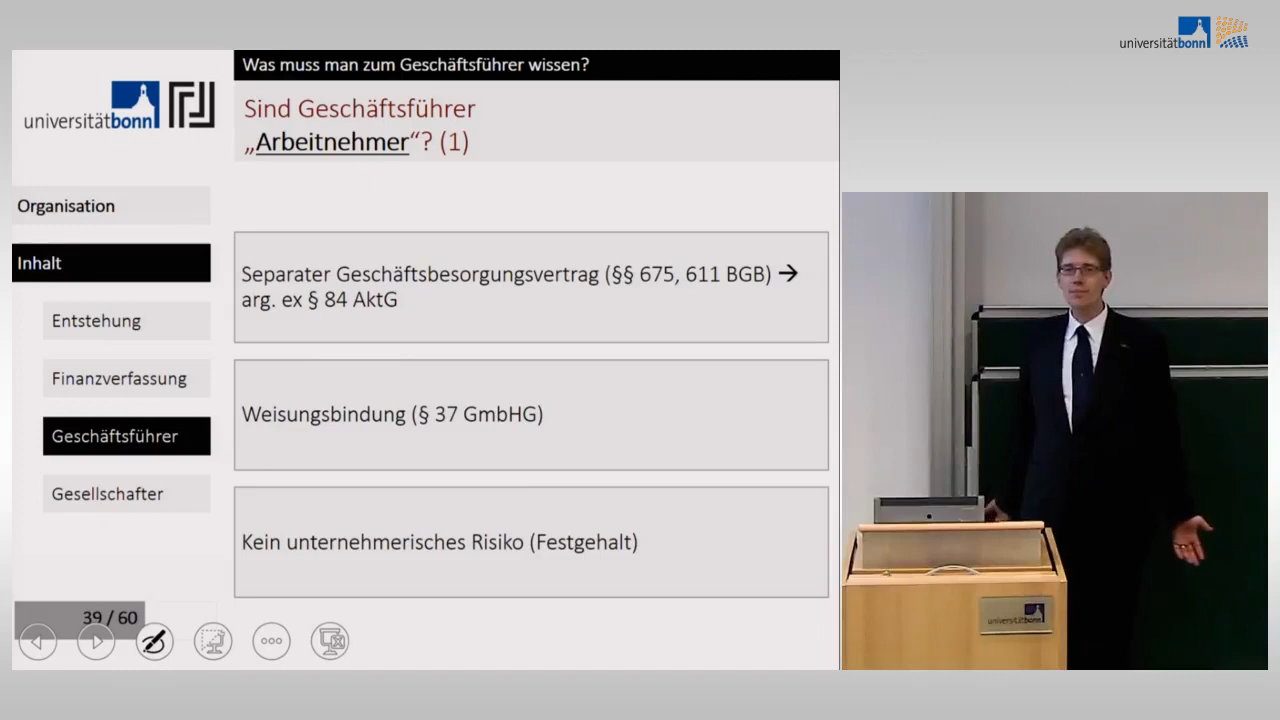 universitätbonn
Was muss man zum Geschäftsführer wissen?
universitätbonn
Sind Geschäftsführer
„Arbeitnehmer“? (1)
Organisation
Inhalt
Entstehung
Finanzverfassung
Geschäftsführer
Gesellschafter
Separater Geschäftsbesorgungsvertrag (§§ 675, 611 BGB) →
arg. ex § 84 AktG
Weisungsbindung (§ 37 GmbHG)
Kein unternehmerisches Risiko (Festgehalt)
39 / 60
universitätbonn